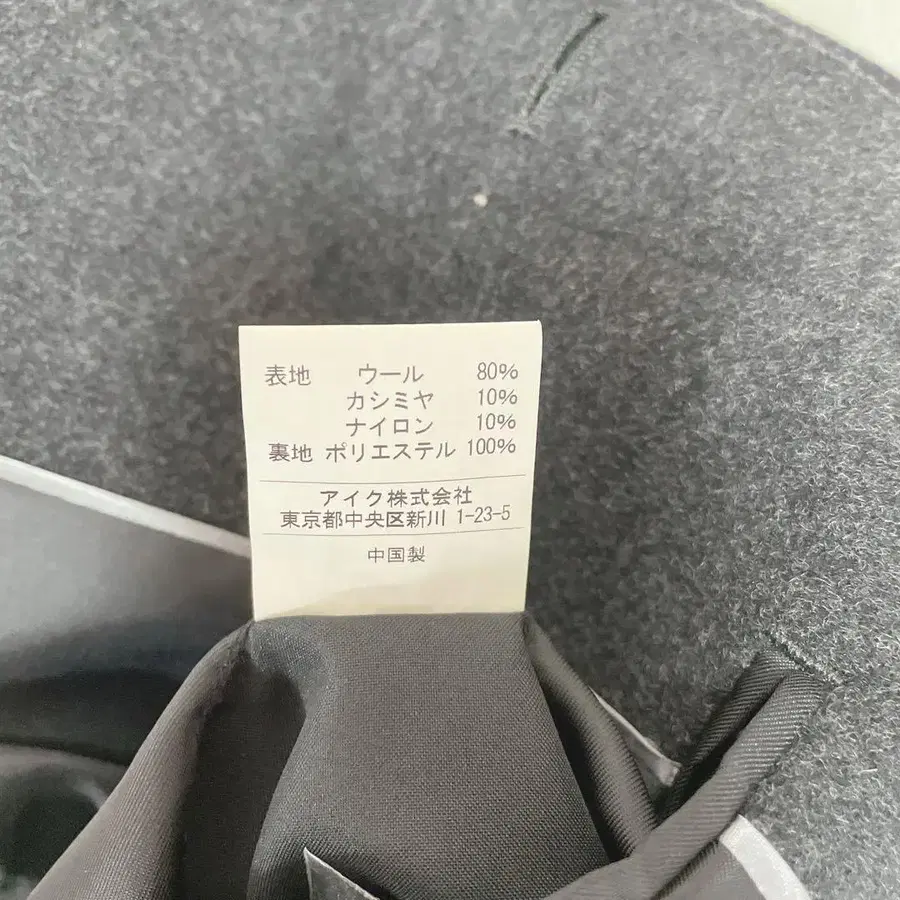 表地 ウール 80%
カシミヤ 10%
ナイロン 10%
裏地 ポリエステル 100%
アイク株式会社
東京都中央区新川 1-23-5
中国製